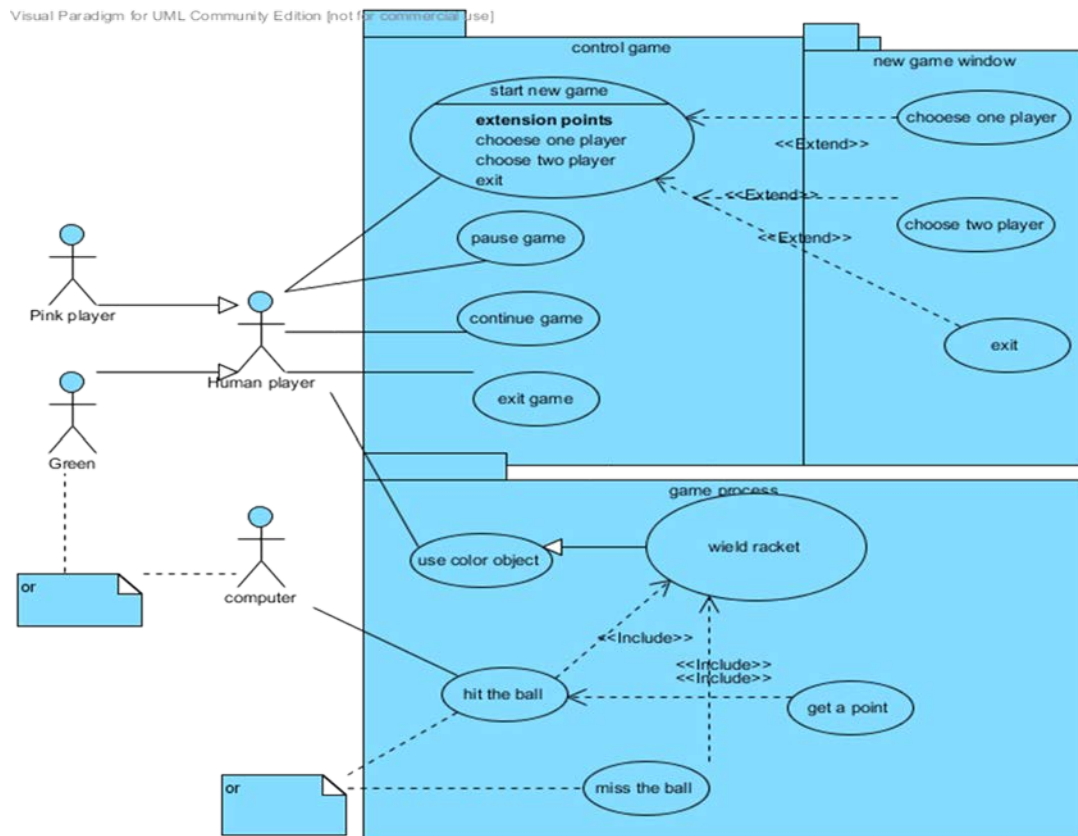 Visual Paradigm for UML Community Edition [not for commercial use]
control game
new game window
start new game
extension points
chooese one player
choose two player
exit
chooese one player
<<Extend>>
<<Extend>>
<<Extend>>
choose two player
pause game
Pink player
continue game
exit
Human player
exit game
Green
game process
use color object
wield racket
or
computer
<<Include>>
<<Include>>
<<Include>>
hit the ball
get a point
or
miss the ball